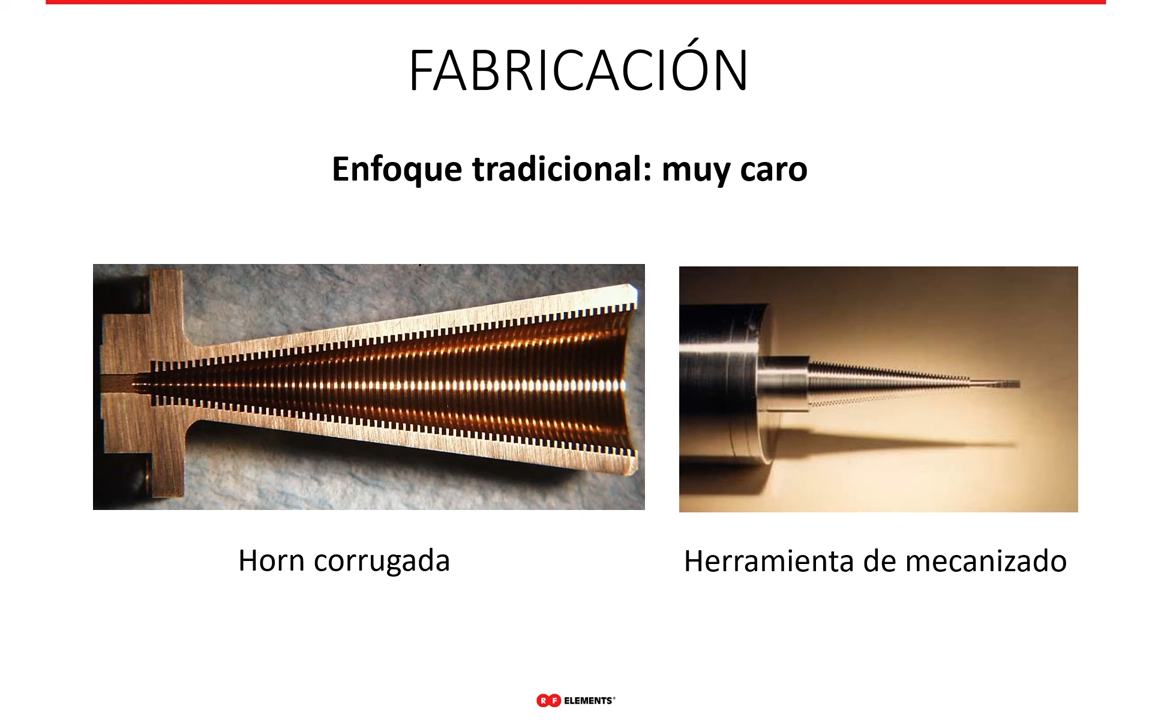 FABRICACIÓN
Enfoque tradicional: muy caro
Horn corrugada
Herramienta de mecanizado
RF ELEMENTS®